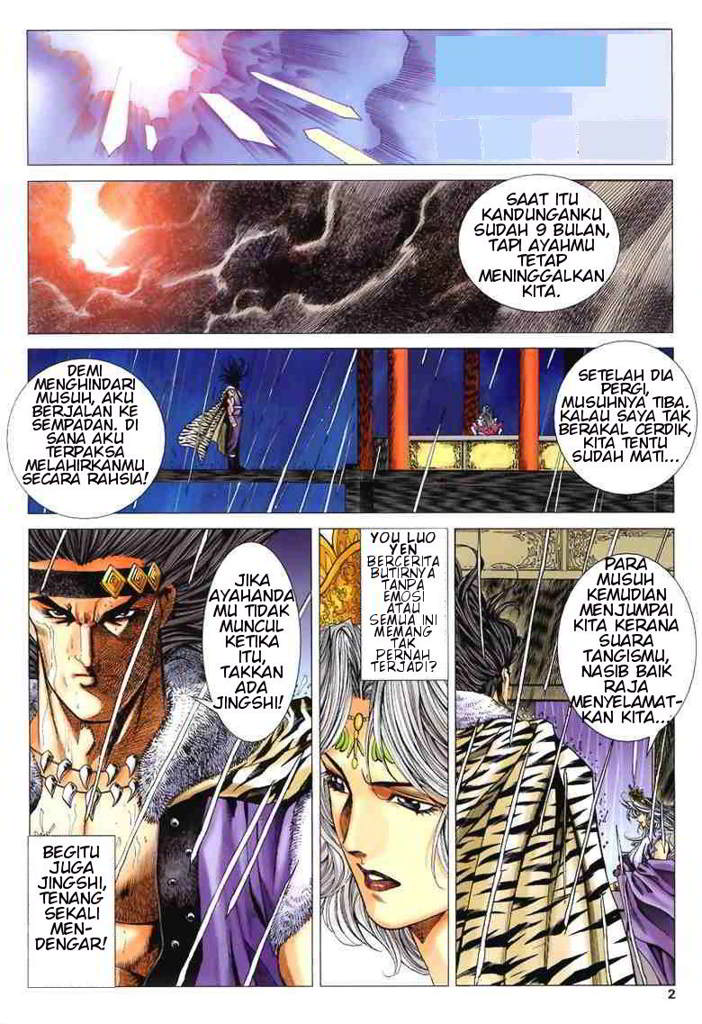 SAAT ITU
KANDUNGANKU
SUDAH 9 BULAN,
TAPI AYAHMU
TETAP
MENINGGALKAN
KITA.
DEMI
MENGHINDARI
MUSUH, AKU
BERJALAN KE
SEMPADAN. DI
SANA AKU
TERPAKSA
MELAHIRKANMU
SECARA RAHSIA!
SETELAH DIA
PERGI,
MUSUHNYA TIBA.
KALAU SAYA TAK
BERAKAL CERDIK,
KITA TENTU
SUDAH MATI...
JIKA
AYAHANDA
MU TIDAK
MUNCUL
KETIKA
ITU,
TAKKAN
ADA
JINGSHI!
BEGITU
JUGA
JINGSHI,
TENANG
SEKALI
MEN-
DENGAR!
YOU LUO
YEN
BERCERITA
BUTIRNYA
TANPA
EMOSI
ATAU
SEMUA INI
MEMANG
TAK
PERNAH
TERJADI?
PARA
MUSUH
KEMUDIAN
MENJUMPAI
KITA KERANA
SUARA
TANGISMU,
NASIB BAIK
RAJA
MENYELAMAT-
KAN KITA...
2